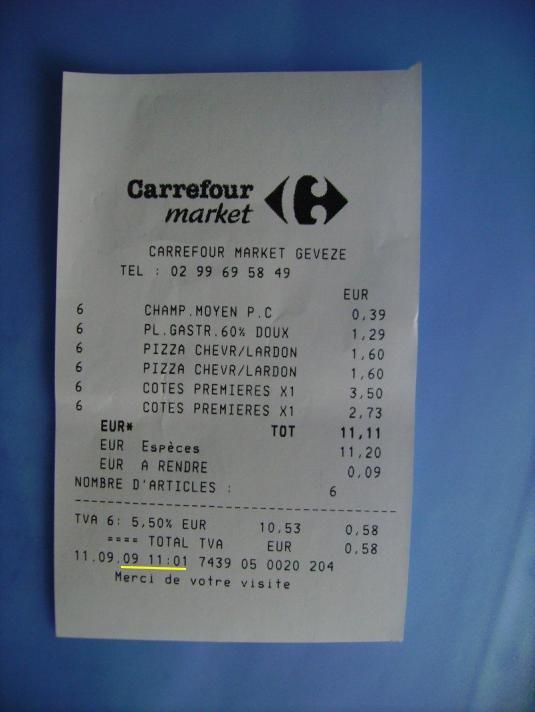 Carrefour
market
CARREFOUR MARKET GEVEZE
TEL : 02 99 69 58 49
EUR
6 CHAMP.MOYEN P.C 0,39
6 PL.GASTR.60% DOUX 1,29
6 PIZZA CHEVR/LARDON 1,60
6 PIZZA CHEVR/LARDON 1,60
6 COTES PREMIERES X1 3,50
6 COTES PREMIERES X1 2,73
EUR* TOT 11,11
EUR Espèces 11,20
EUR A RENDRE 0,09
NOMBRE D'ARTICLES : 6
------------------------------------------
TVA 6: 5,50% EUR 10,53 0,58
==== TOTAL TVA EUR 0,58
11.09.09 11:01 7439 05 0020 204
Merci de votre visite